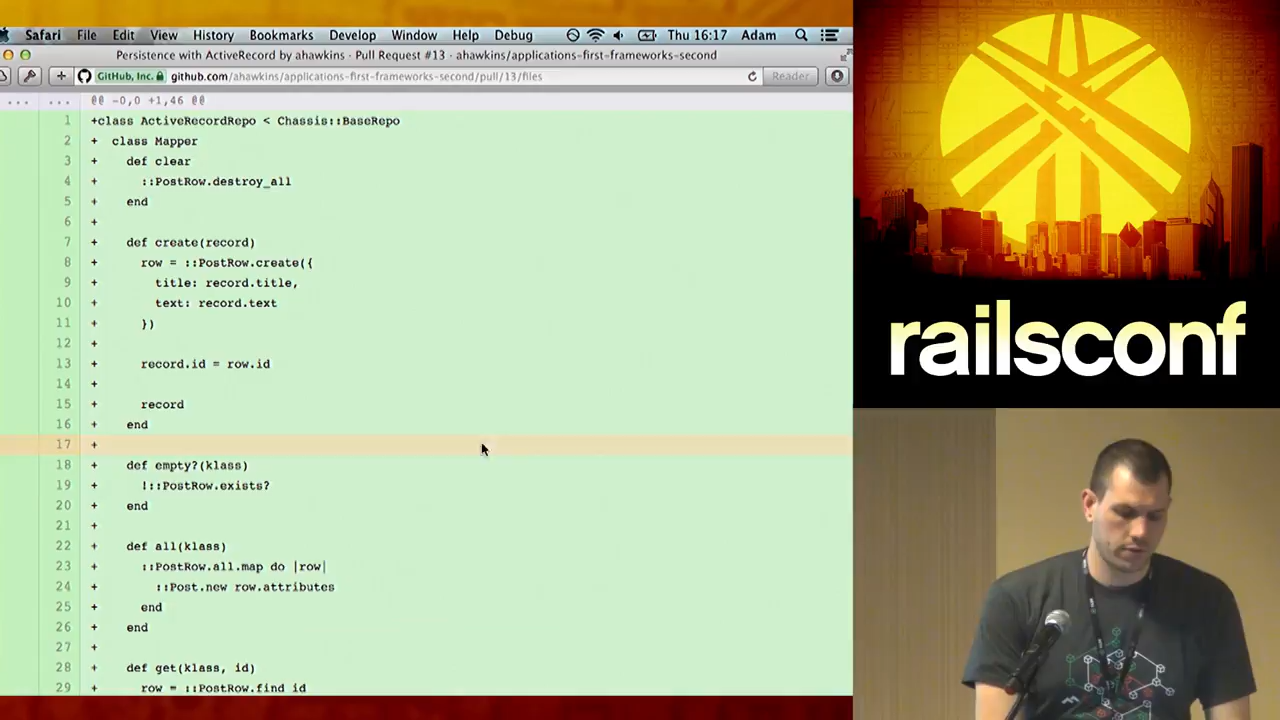 Safari File Edit View History Bookmarks Develop Window Help Debug Thu 16:17 Adam
Persistence with ActiveRecord by ahawkins · Pull Request #13 · ahawkins/applications-first-frameworks-second
GitHub, Inc. github.com/ahawkins/applications-first-frameworks-second/pull/13/files Reader
... ... @@ -0,0 +1,46 @@
1 +class ActiveRecordRepo < Chassis::BaseRepo
2 + class Mapper
3 + def clear
4 + ::PostRow.destroy_all
5 + end
6 +
7 + def create(record)
8 + row = ::PostRow.create({
9 + title: record.title,
10 + text: record.text
11 + })
12 +
13 + record.id = row.id
14 +
15 + record
16 + end
17 +
18 + def empty?(klass)
19 + !::PostRow.exists?
20 + end
21 +
22 + def all(klass)
23 + ::PostRow.all.map do |row|
24 + ::Post.new row.attributes
25 + end
26 + end
27 +
28 + def get(klass, id)
29 + row = ::PostRow.find id
railsconf